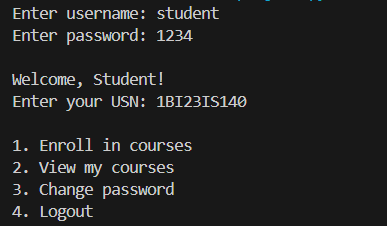 Enter username: student
Enter password: 1234
Welcome, Student!
Enter your USN: 1BI23IS140
1. Enroll in courses
2. View my courses
3. Change password
4. Logout